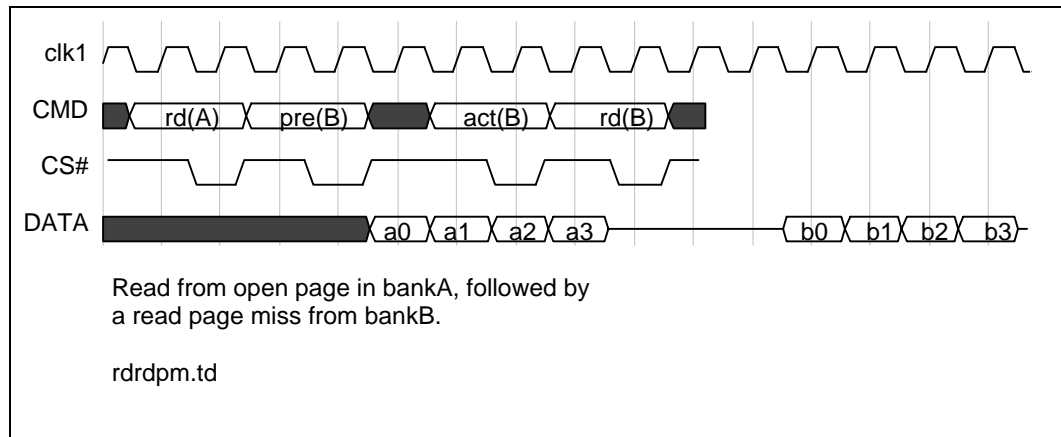 clk1
CMD rd(A) pre(B) act(B) rd(B)
CS#
DATA a0 a1 a2 a3 b0 b1 b2 b3
Read from open page in bankA, followed by
a read page miss from bankB.
rdrdpm.td